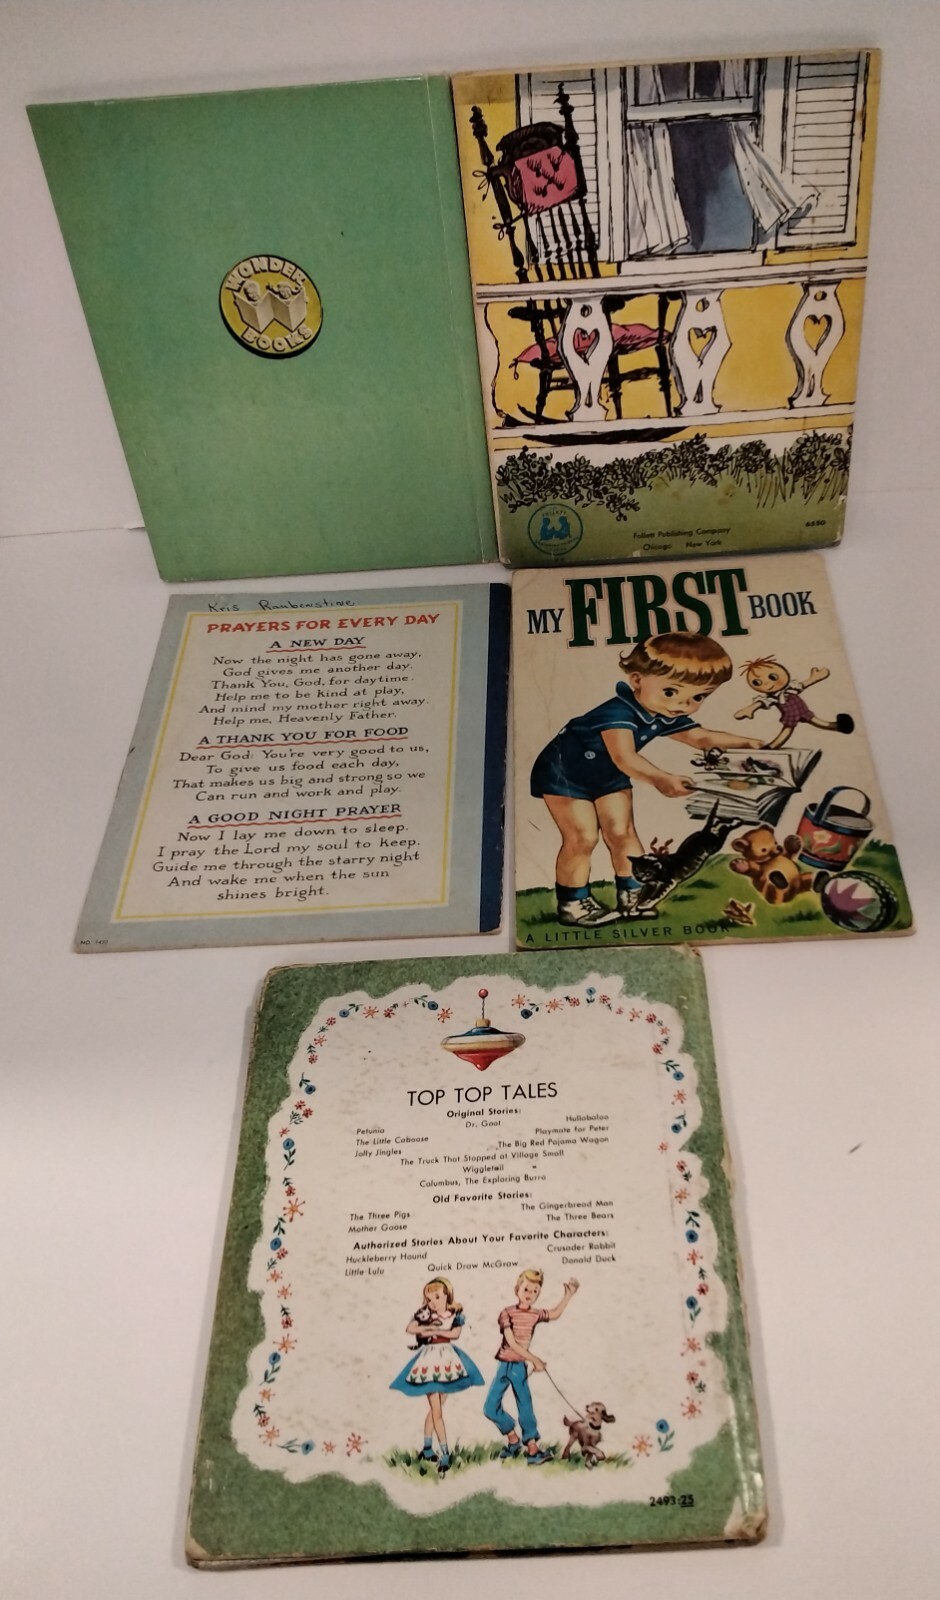 WONDER
BOOKS
FOLLETT
Follett Publishing Company
Chicago New York
6550
Kris Raubenstine
PRAYERS FOR EVERY DAY
A NEW DAY
Now the night has gone away,
God gives me another day.
Thank You, God, for daytime.
Help me to be kind at play,
And mind my mother right away.
Help me, Heavenly Father.
A THANK YOU FOR FOOD
Dear God: You're very good to us,
To give us food each day,
That makes us big and strong so we
Can run and work and play.
A GOOD NIGHT PRAYER
Now I lay me down to sleep.
I pray the Lord my soul to keep.
Guide me through the starry night
And wake me when the sun
shines bright.
MY FIRST BOOK
A LITTLE SILVER BOOK
TOP TOP TALES
Original Stories:
Petunia Dr. Goat Hullabaloo
The Little Caboose Playmate for Peter
Jolly Jingles The Big Red Pajama Wagon
The Truck That Stopped at Village Small
Wiggletail
Columbus, The Exploring Burro
Old Favorite Stories:
The Three Pigs The Gingerbread Man
Mother Goose The Three Bears
Authorized Stories About Your Favorite Characters:
Huckleberry Hound Crusader Rabbit
Little Lulu Quick Draw McGraw Donald Duck
2493:25